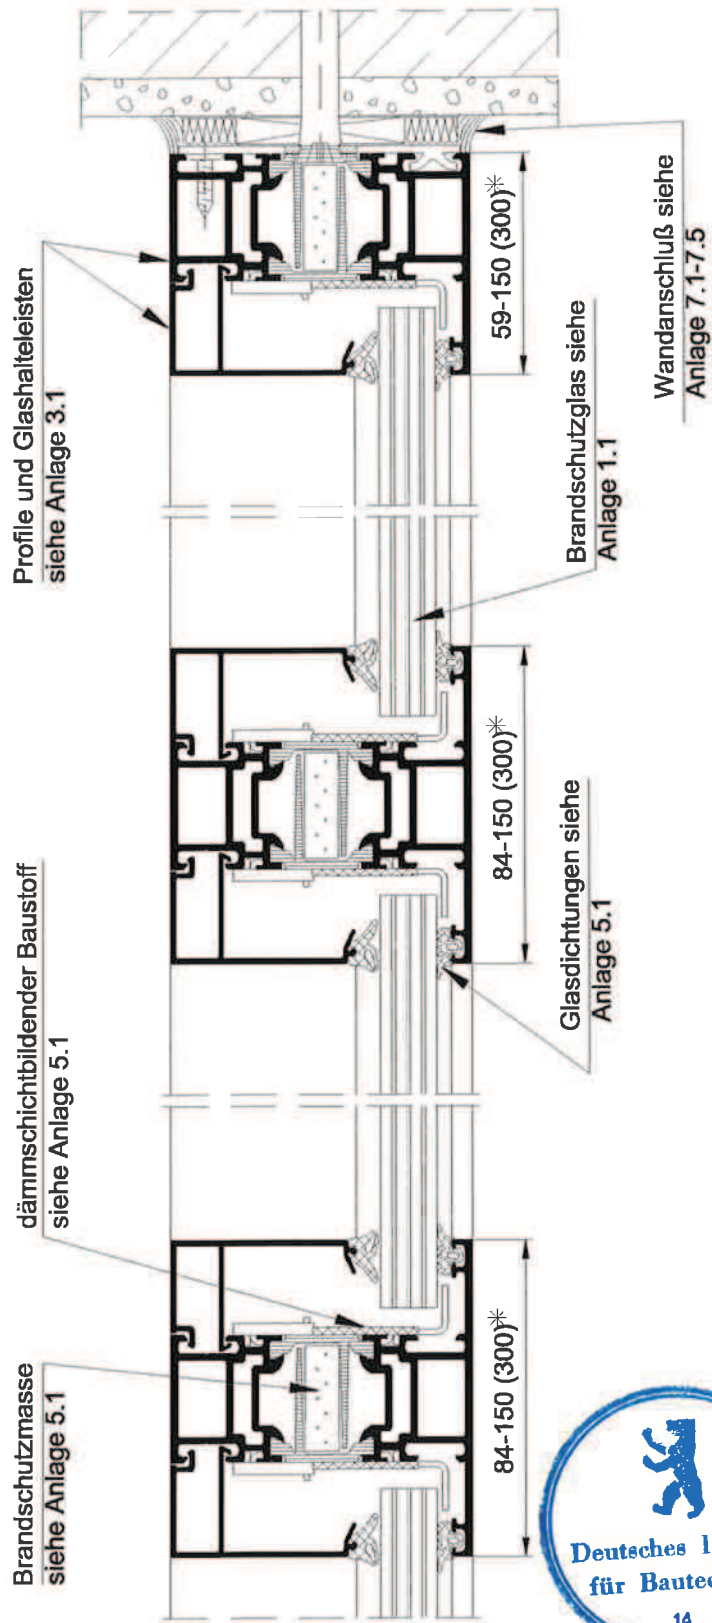 Brandschutzmasse
siehe Anlage 5.1
dämmschichtbildender Baustoff
siehe Anlage 5.1
Profile und Glashalteleisten
siehe Anlage 3.1
84-150 (300)*
84-150 (300)*
59-150 (300)*
Glasdichtungen siehe
Anlage 5.1
Brandschutzglas siehe
Anlage 1.1
Wandanschluß siehe
Anlage 7.1-7.5
Deutsches
für
14